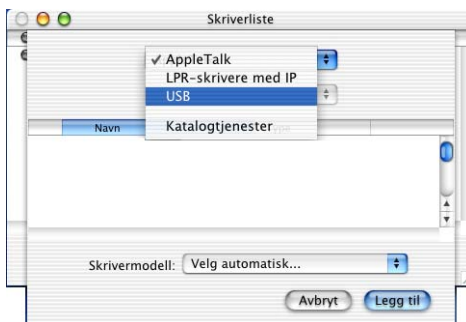 Skriverliste
✓ AppleTalk
LPR-skrivere med IP
USB
Katalogtjenester
Navn
Skrivermodell: Velg automatisk...
Avbryt Legg til